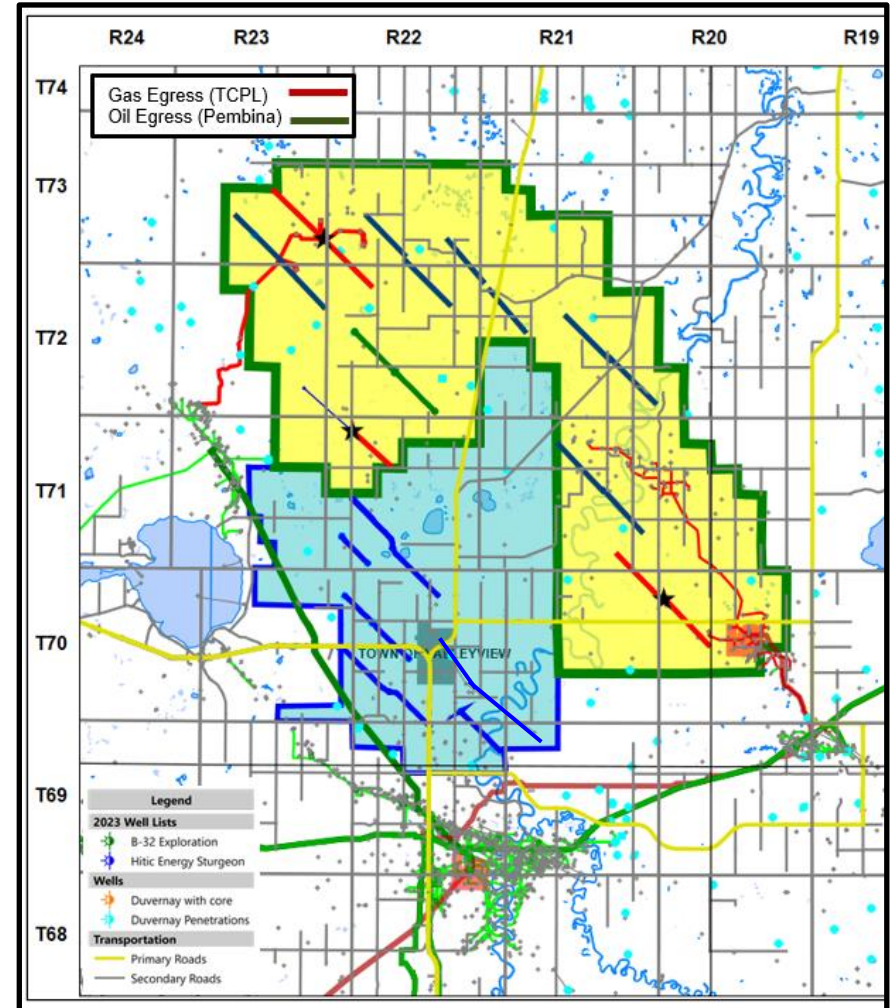 R24 R23 R22 R21 R20 R19
T74
Gas Egress (TCPL)
Oil Egress (Pembina)
T73
T72
T71
T70
TOWN OF VALLEYVIEW
T69
Legend
2023 Well Lists
B-32 Exploration
Hitic Energy Sturgeon
Wells
Duvernay with core
Duvernay Penetrations
Transportation
Primary Roads
Secondary Roads
T68